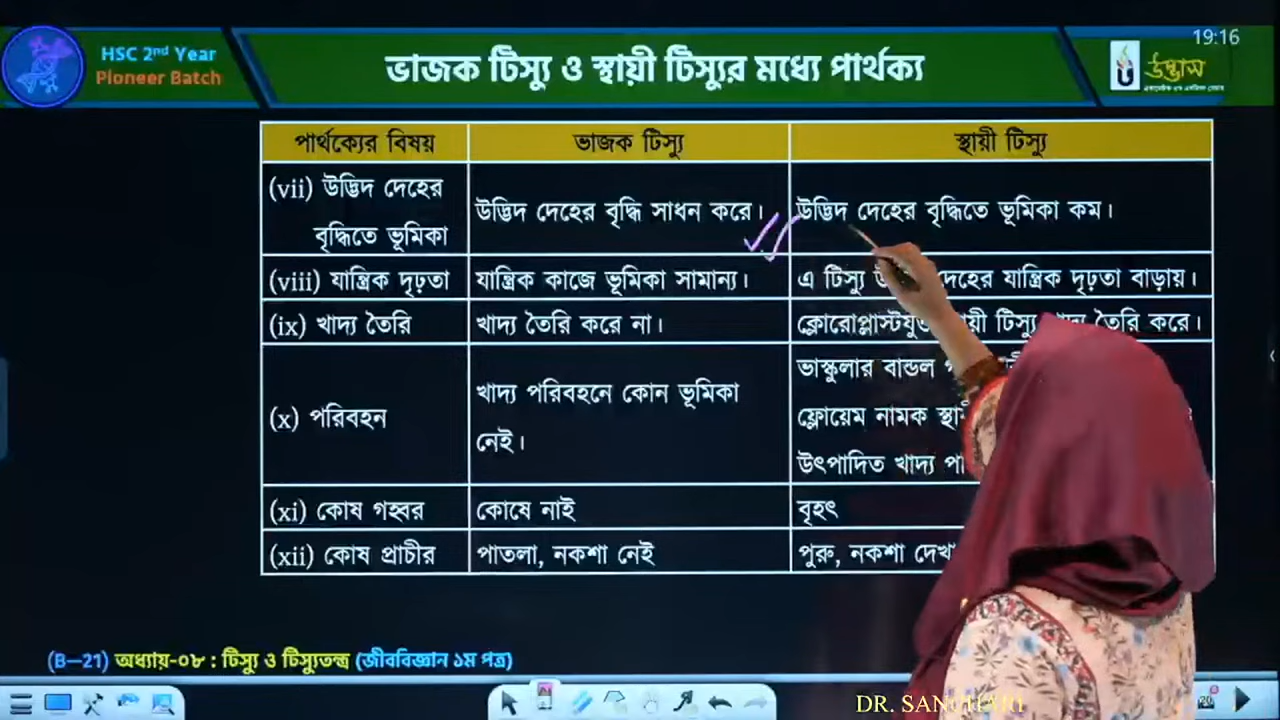 HSC 2nd Year
Pioneer Batch
ভাজক টিস্যু ও স্থায়ী টিস্যুর মধ্যে পার্থক্য
19:16
উদ্ভাস
পার্থক্যের বিষয় ভাজক টিস্যু স্থায়ী টিস্যু
(vii) উদ্ভিদ দেহের
বৃদ্ধিতে ভূমিকা
উদ্ভিদ দেহের বৃদ্ধি সাধন করে।
উদ্ভিদ দেহের বৃদ্ধিতে ভূমিকা কম।
(viii) যান্ত্রিক দৃঢ়তা যান্ত্রিক কাজে ভূমিকা সামান্য। এ টিস্যু দেহের যান্ত্রিক দৃঢ়তা বাড়ায়।
(ix) খাদ্য তৈরি খাদ্য তৈরি করে না। তৈরি করে।
(x) পরিবহন
খাদ্য পরিবহনে কোন ভূমিকা
নেই।
ভাস্কুলার বান্ডল
ফ্লোয়েম নামক
উৎপাদিত খাদ্য
(xi) কোষ গহ্বর কোষে নাই বৃহৎ
(xii) কোষ প্রাচীর পাতলা, নকশা নেই পুরু, নকশা
(B—21) অধ্যায়-০৮ : টিস্যু ও টিস্যুতন্ত্র (জীববিজ্ঞান ১ম পত্র)